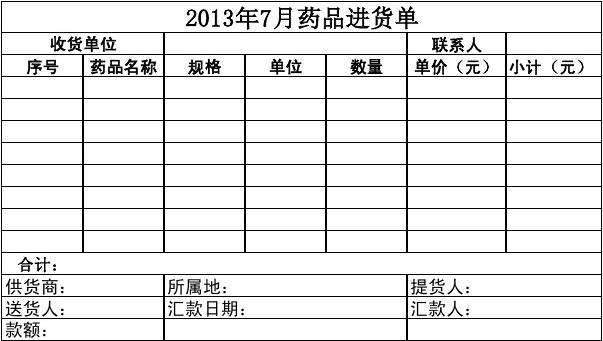 2013年7月药品进货单
收货单位 联系人
序号 药品名称 规格 单位 数量 单价（元） 小计（元）
合计：
供货商： 所属地： 提货人：
送货人： 汇款日期： 汇款人：
款额：